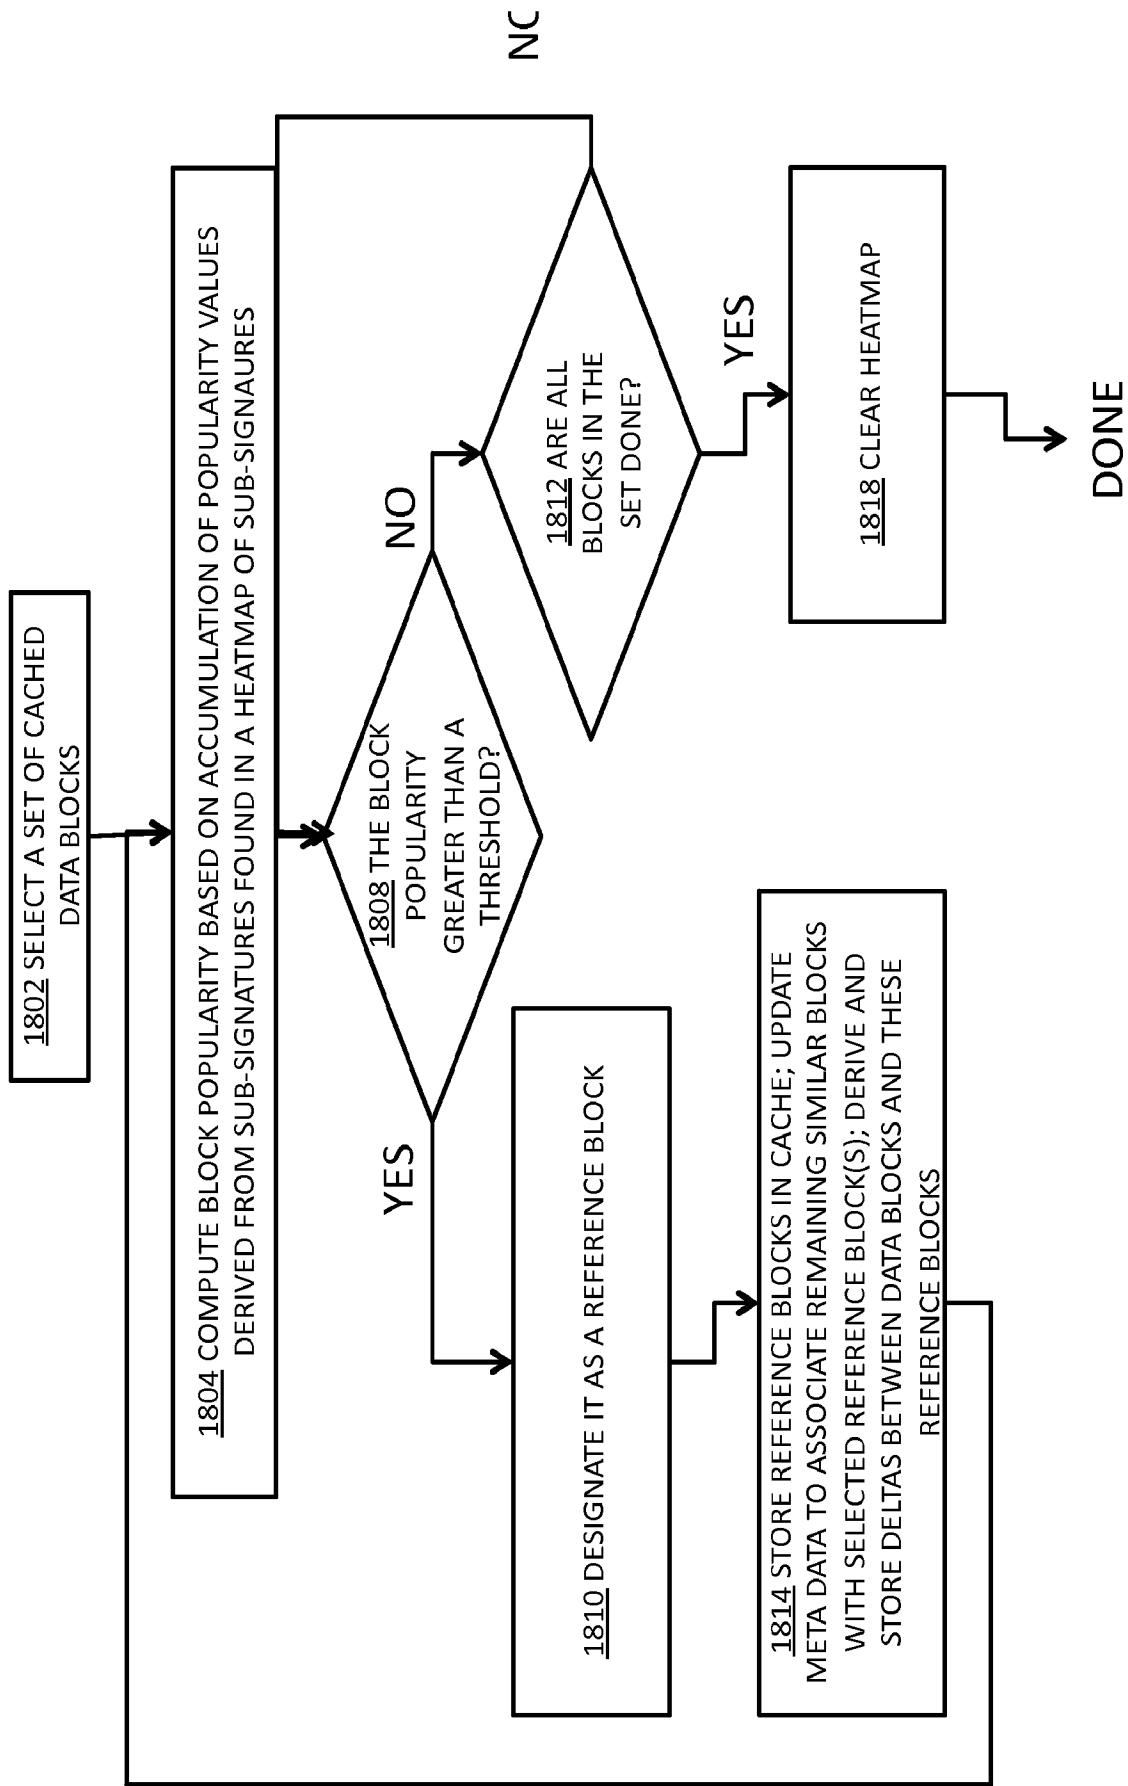 1802 SELECT A SET OF CACHED
DATA BLOCKS
1804 COMPUTE BLOCK POPULARITY BASED ON ACCUMULATION OF POPULARITY VALUES
DERIVED FROM SUB-SIGNATURES FOUND IN A HEATMAP OF SUB-SIGNAURES
1808 THE BLOCK
POPULARITY
GREATER THAN A
THRESHOLD?
YES
NO
1810 DESIGNATE IT AS A REFERENCE BLOCK
1812 ARE ALL
BLOCKS IN THE
SET DONE?
NO
YES
1814 STORE REFERENCE BLOCKS IN CACHE; UPDATE
META DATA TO ASSOCIATE REMAINING SIMILAR BLOCKS
WITH SELECTED REFERENCE BLOCK(S); DERIVE AND
STORE DELTAS BETWEEN DATA BLOCKS AND THESE
REFERENCE BLOCKS
1818 CLEAR HEATMAP
DONE